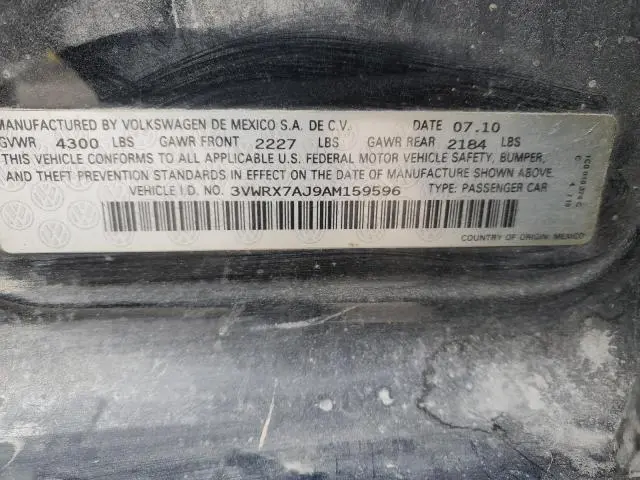 MANUFACTURED BY VOLKSWAGEN DE MEXICO S.A. DE C.V. DATE 07.10
GVWR 4300 LBS GAWR FRONT 2227 LBS GAWR REAR 2184 LBS
THIS VEHICLE CONFORMS TO ALL APPLICABLE U.S. FEDERAL MOTOR VEHICLE SAFETY, BUMPER,
AND THEFT PREVENTION STANDARDS IN EFFECT ON THE DATE OF MANUFACTURE SHOWN ABOVE.
VEHICLE I.D. NO. 3VWRX7AJ9AM159596 TYPE: PASSENGER CAR
COUNTRY OF ORIGIN: MEXICO